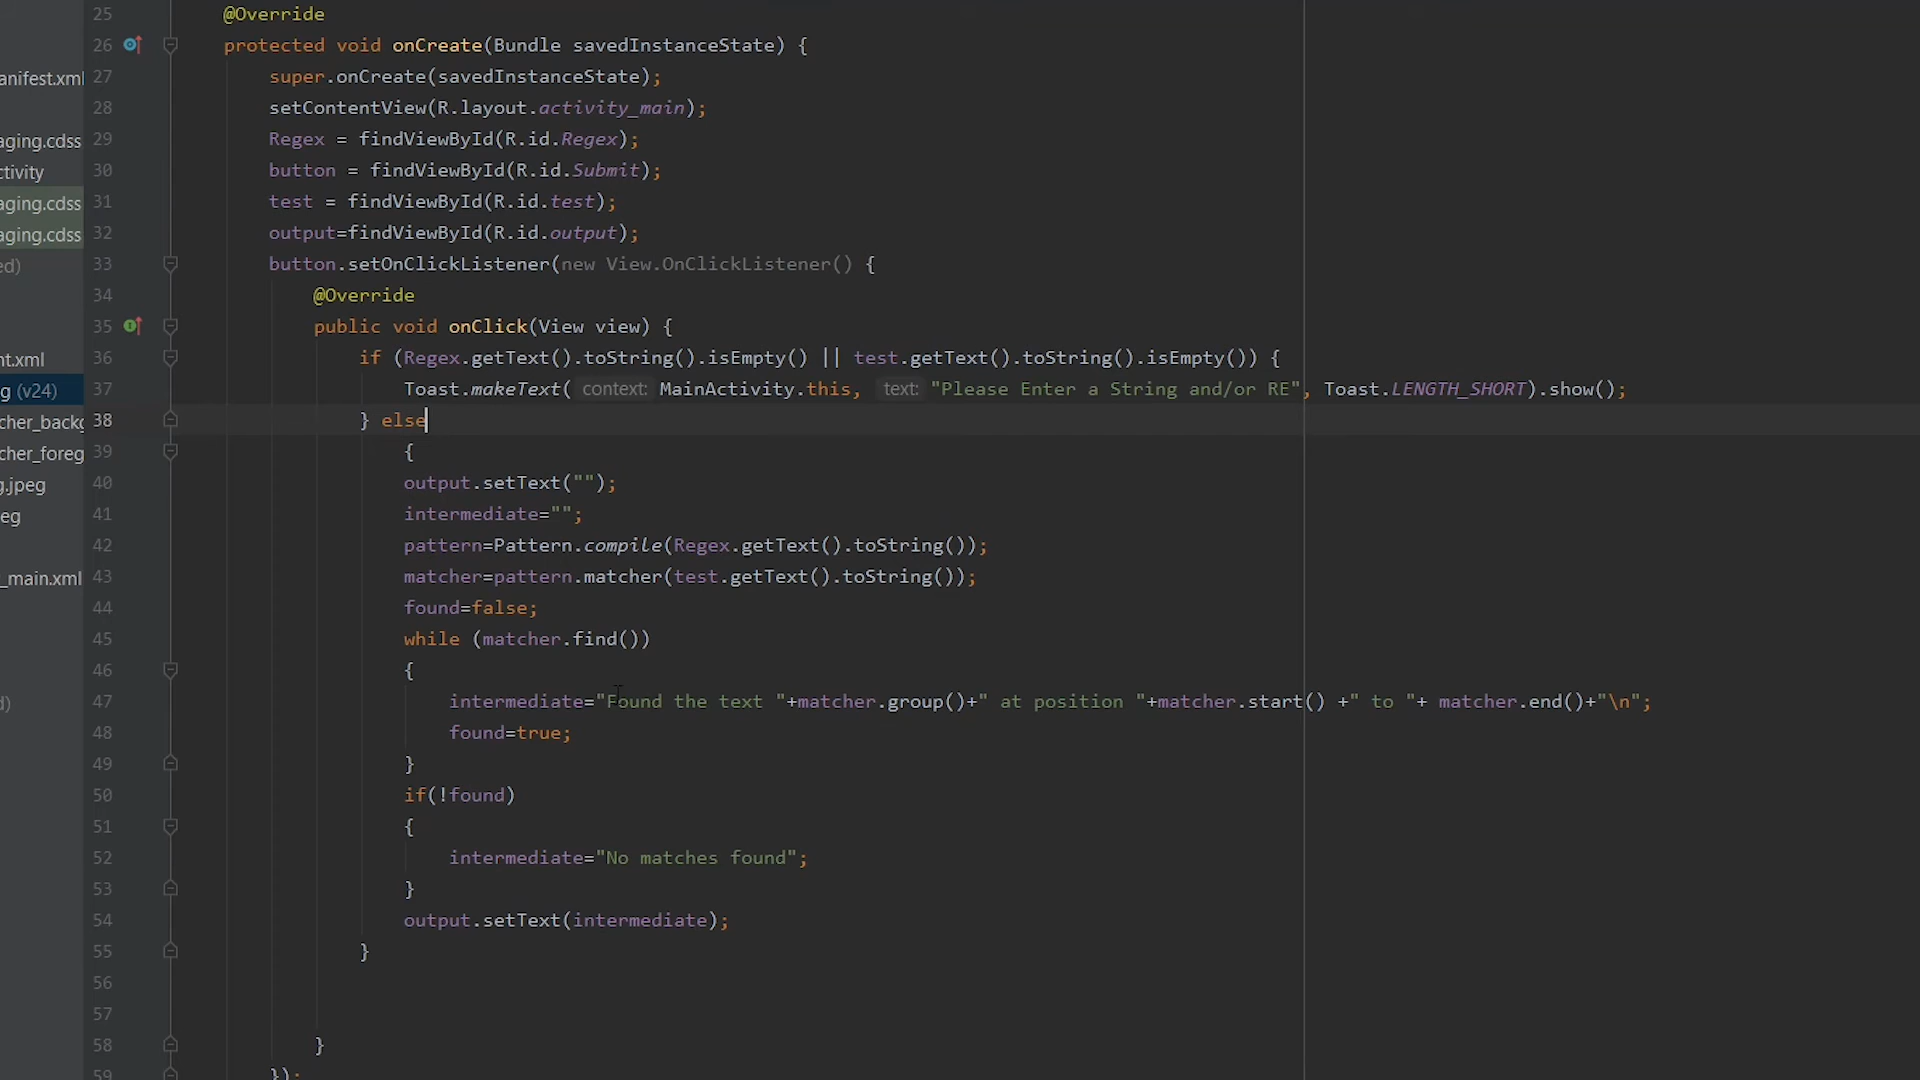 25 @Override
26 protected void onCreate(Bundle savedInstanceState) {
anifest.xml 27 super.onCreate(savedInstanceState);
28 setContentView(R.layout.activity_main);
aging.cdss 29 Regex = findViewById(R.id.Regex);
ctivity 30 button = findViewById(R.id.Submit);
aging.cdss 31 test = findViewById(R.id.test);
aging.cdss 32 output=findViewById(R.id.output);
ed) 33 button.setOnClickListener(new View.OnClickListener() {
34 @Override
35 public void onClick(View view) {
nt.xml 36 if (Regex.getText().toString().isEmpty() || test.getText().toString().isEmpty()) {
g (v24) 37 Toast.makeText( context: MainActivity.this, text: "Please Enter a String and/or RE", Toast.LENGTH_SHORT).show();
cher_backg 38 } else
cher_foreg 39 {
g.jpeg 40 output.setText("");
eg 41 intermediate="";
42 pattern=Pattern.compile(Regex.getText().toString());
_main.xml 43 matcher=pattern.matcher(test.getText().toString());
44 found=false;
45 while (matcher.find())
46 {
d) 47 intermediate="Found the text "+matcher.group()+" at position "+matcher.start() +" to "+ matcher.end()+"\n";
48 found=true;
49 }
50 if(!found)
51 {
52 intermediate="No matches found";
53 }
54 output.setText(intermediate);
55 }
56
57
58 }
59 });